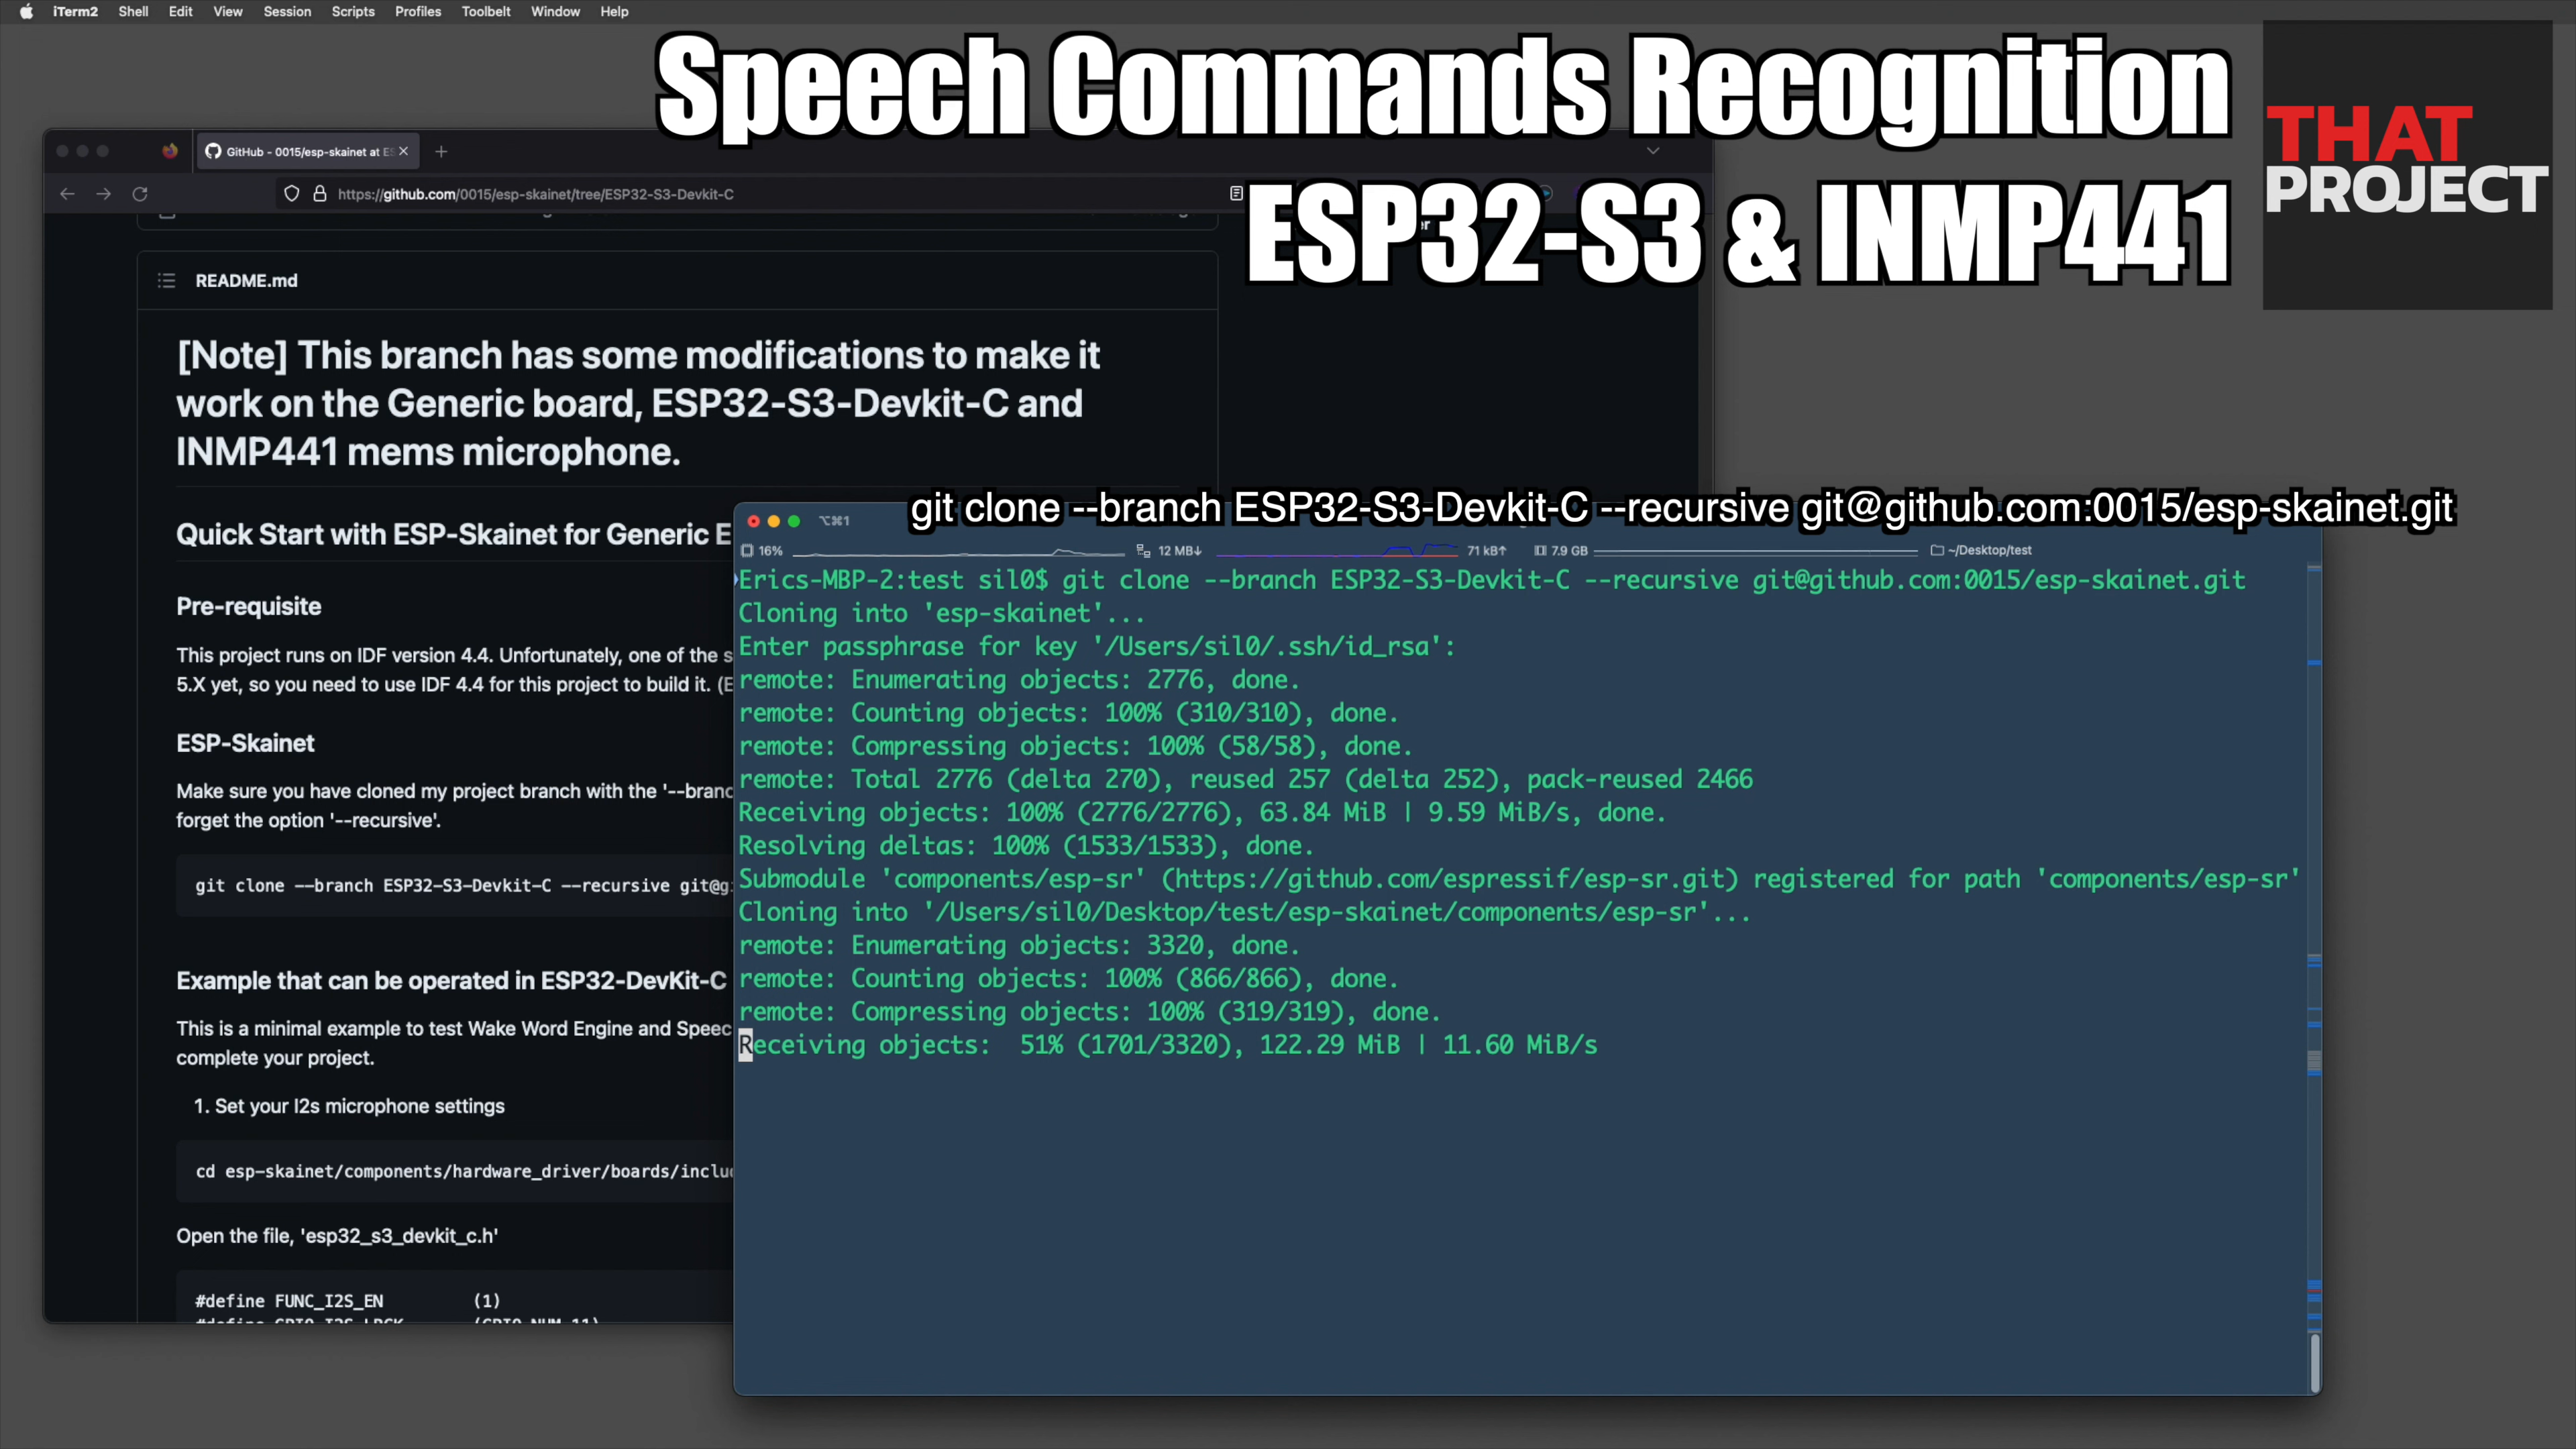 iTerm2 Shell Edit View Session Scripts Profiles Toolbelt Window Help
Speech Commands Recognition
ESP32-S3 & INMP441
THAT
PROJECT
GitHub - 0015/esp-skainet at ES
https://github.com/0015/esp-skainet/tree/ESP32-S3-Devkit-C
README.md
[Note] This branch has some modifications to make it
work on the Generic board, ESP32-S3-Devkit-C and
INMP441 mems microphone.
Quick Start with ESP-Skainet for Generic E
Pre-requisite
This project runs on IDF version 4.4. Unfortunately, one of the s
5.X yet, so you need to use IDF 4.4 for this project to build it. (E
ESP-Skainet
Make sure you have cloned my project branch with the '--branc
forget the option '--recursive'.
git clone --branch ESP32-S3-Devkit-C --recursive git@g
Example that can be operated in ESP32-DevKit-C
This is a minimal example to test Wake Word Engine and Speec
complete your project.
1. Set your I2s microphone settings
cd esp-skainet/components/hardware_driver/boards/inclu
Open the file, 'esp32_s3_devkit_c.h'
#define FUNC_I2S_EN (1)
git clone --branch ESP32-S3-Devkit-C --recursive git@github.com:0015/esp-skainet.git
⌥⌘1
16% 12 MB↓ 71 kB↑ 7.9 GB ~/Desktop/test
Erics-MBP-2:test sil0$ git clone --branch ESP32-S3-Devkit-C --recursive git@github.com:0015/esp-skainet.git
Cloning into 'esp-skainet'...
Enter passphrase for key '/Users/sil0/.ssh/id_rsa':
remote: Enumerating objects: 2776, done.
remote: Counting objects: 100% (310/310), done.
remote: Compressing objects: 100% (58/58), done.
remote: Total 2776 (delta 270), reused 257 (delta 252), pack-reused 2466
Receiving objects: 100% (2776/2776), 63.84 MiB | 9.59 MiB/s, done.
Resolving deltas: 100% (1533/1533), done.
Submodule 'components/esp-sr' (https://github.com/espressif/esp-sr.git) registered for path 'components/esp-sr'
Cloning into '/Users/sil0/Desktop/test/esp-skainet/components/esp-sr'...
remote: Enumerating objects: 3320, done.
remote: Counting objects: 100% (866/866), done.
remote: Compressing objects: 100% (319/319), done.
Receiving objects: 51% (1701/3320), 122.29 MiB | 11.60 MiB/s